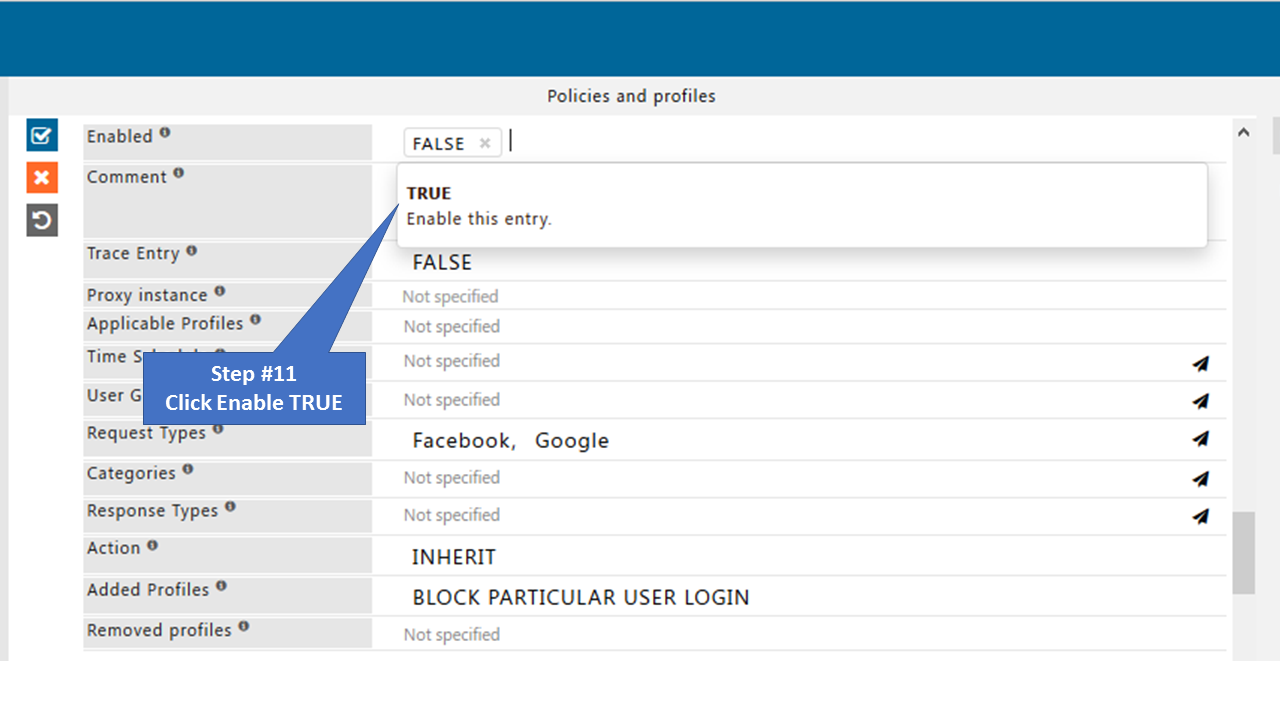 Policies and profiles
Enabled
FALSE ×
Comment
TRUE
Enable this entry.
Trace Entry
FALSE
Proxy instance
Not specified
Applicable Profiles
Not specified
Time
Not specified
Step #11
Click Enable TRUE
User G
Not specified
Request Types
Facebook, Google
Categories
Not specified
Response Types
Not specified
Action
INHERIT
Added Profiles
BLOCK PARTICULAR USER LOGIN
Removed profiles
Not specified